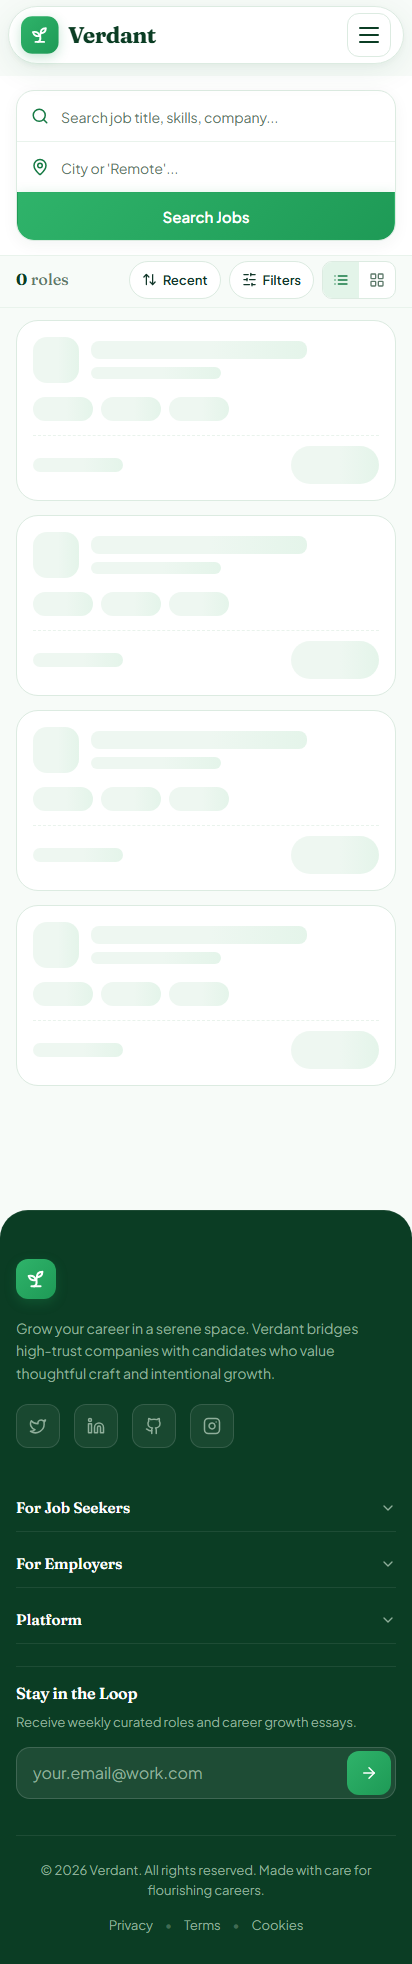 Verdant
Search job title, skills, company...
City or 'Remote'...
Search Jobs
0 roles
Recent
Filters
Grow your career in a serene space. Verdant bridges
high-trust companies with candidates who value
thoughtful craft and intentional growth.
For Job Seekers
For Employers
Platform
Stay in the Loop
Receive weekly curated roles and career growth essays.
your.email@work.com
© 2026 Verdant. All rights reserved. Made with care for
flourishing careers.
Privacy • Terms • Cookies